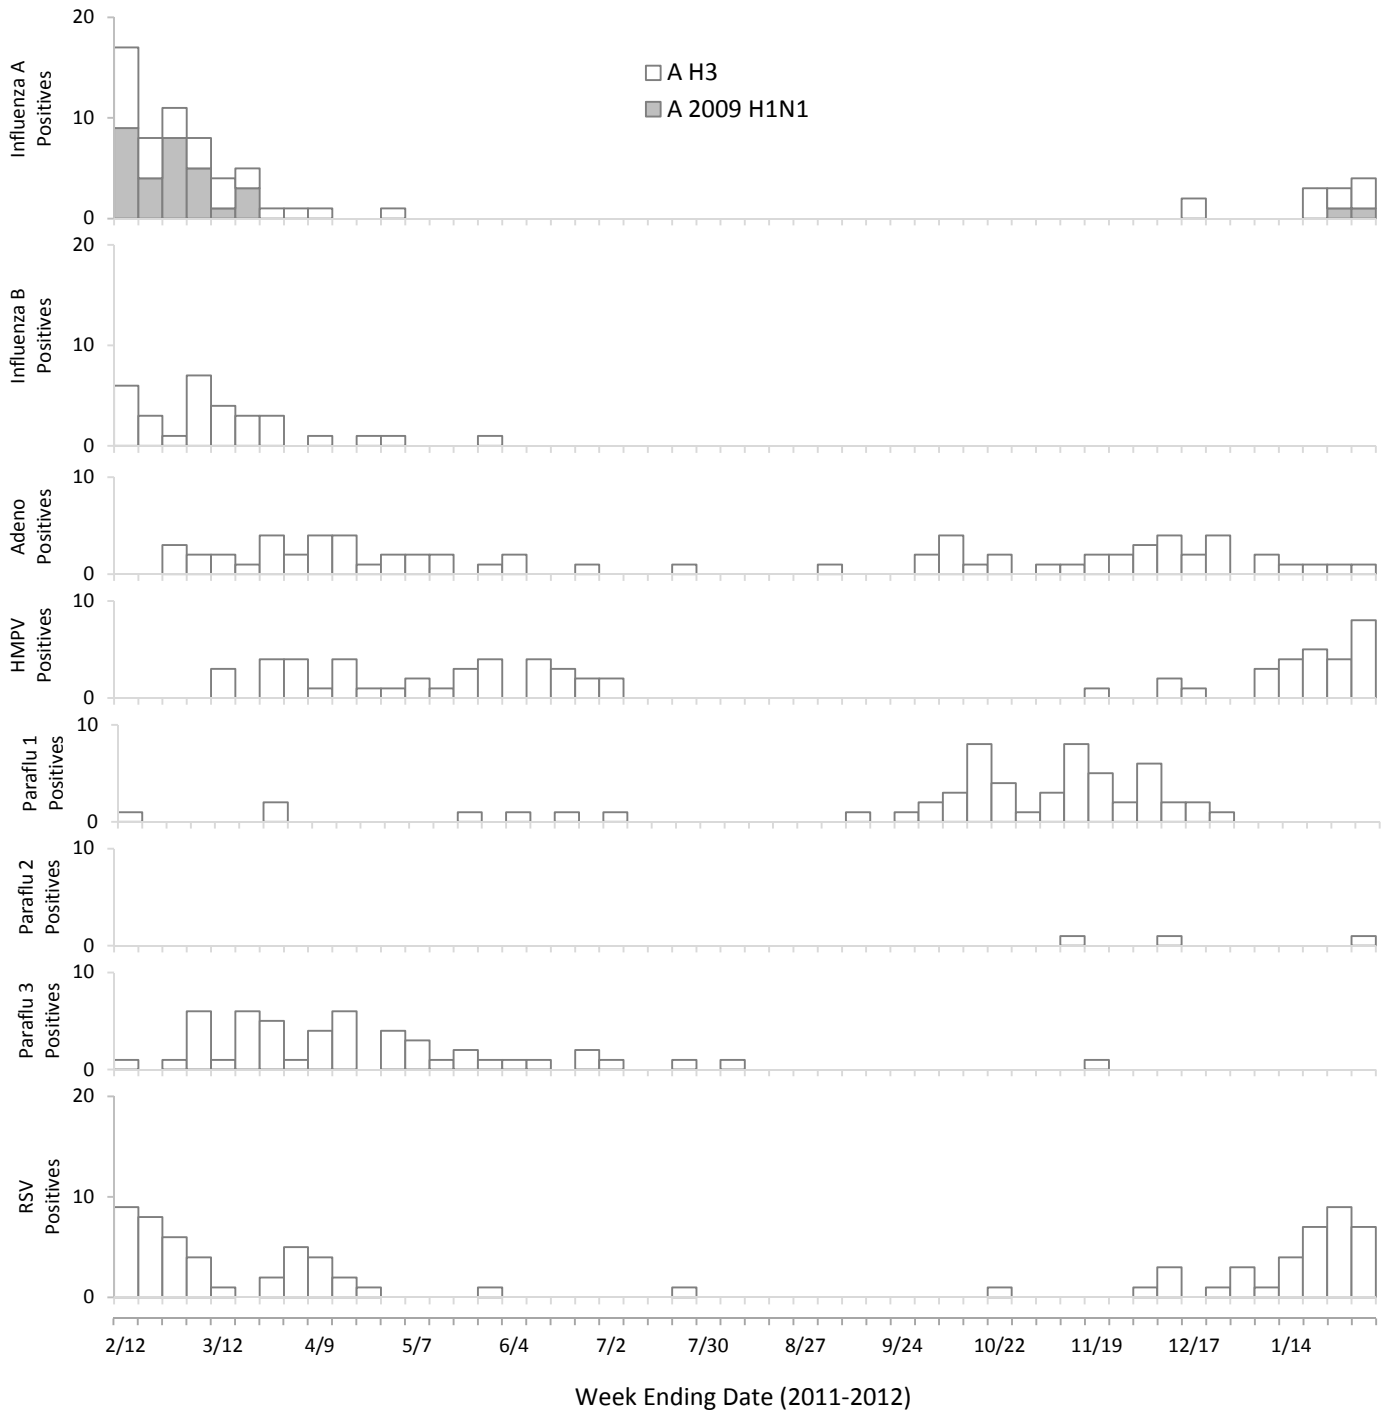 20
10
0
Influenza A
Positives
A H3
A 2009 H1N1
20
10
0
Influenza B
Positives
10
0
Adeno
Positives
10
0
HMPV
Positives
10
0
Paraflu 1
Positives
10
0
Paraflu 2
Positives
10
0
Paraflu 3
Positives
20
10
0
RSV
Positives
2/12 3/12 4/9 5/7 6/4 7/2 7/30 8/27 9/24 10/22 11/19 12/17 1/14
Week Ending Date (2011-2012)